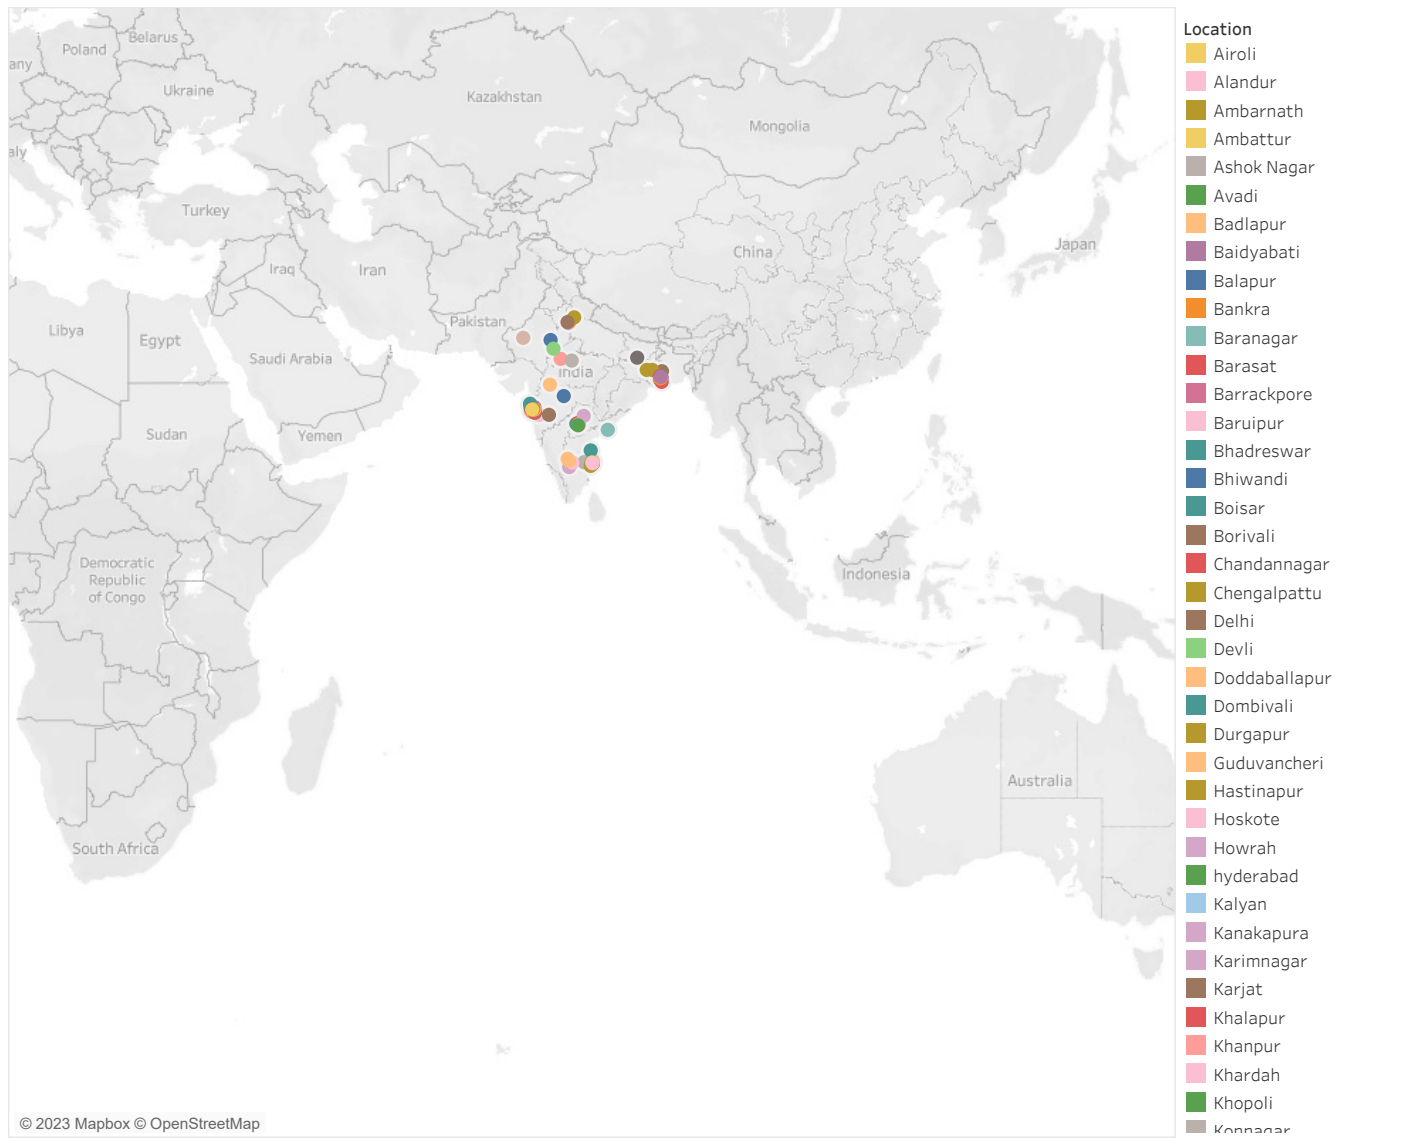 Poland
Belarus
any
Ukraine
Kazakhstan
Mongolia
aly
Turkey
Japan
China
Iraq
Iran
Pakistan
Libya
Egypt
Saudi Arabia
India
Sudan
Yemen
Democratic
Republic
of Congo
Indonesia
Australia
South Africa
© 2023 Mapbox © OpenStreetMap
Location
Airoli
Alandur
Ambarnath
Ambattur
Ashok Nagar
Avadi
Badlapur
Baidyabati
Balapur
Bankra
Baranagar
Barasat
Barrackpore
Baruipur
Bhadreswar
Bhiwandi
Boisar
Borivali
Chandannagar
Chengalpattu
Delhi
Devli
Doddaballapur
Dombivali
Durgapur
Guduvancheri
Hastinapur
Hoskote
Howrah
hyderabad
Kalyan
Kanakapura
Karimnagar
Karjat
Khalapur
Khanpur
Khardah
Khopoli
Konnagar